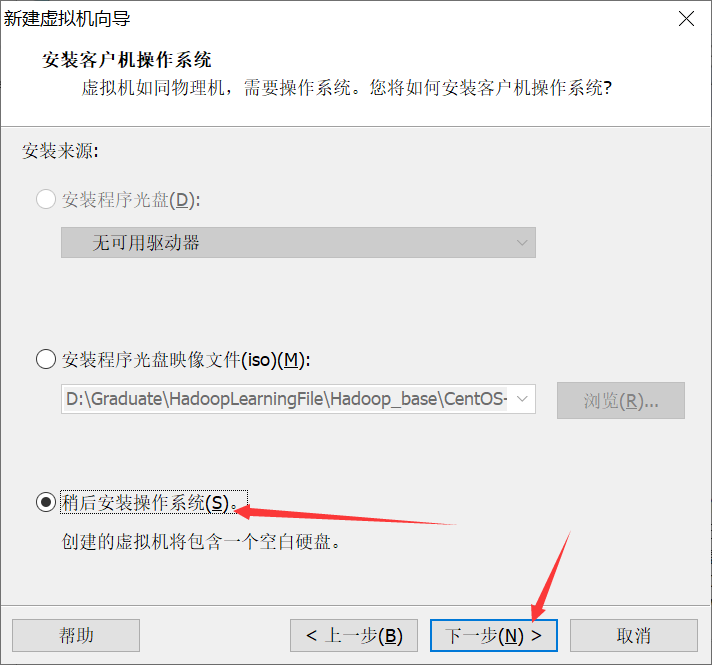 新建虚拟机向导
安装客户机操作系统
虚拟机如同物理机，需要操作系统。您将如何安装客户机操作系统?
安装来源:
安装程序光盘(D):
无可用驱动器
安装程序光盘映像文件(iso)(M):
D:\Graduate\HadoopLearningFile\Hadoop_base\CentOS-
浏览(R)...
稍后安装操作系统(S)。
创建的虚拟机将包含一个空白硬盘。
帮助
< 上一步(B)
下一步(N) >
取消